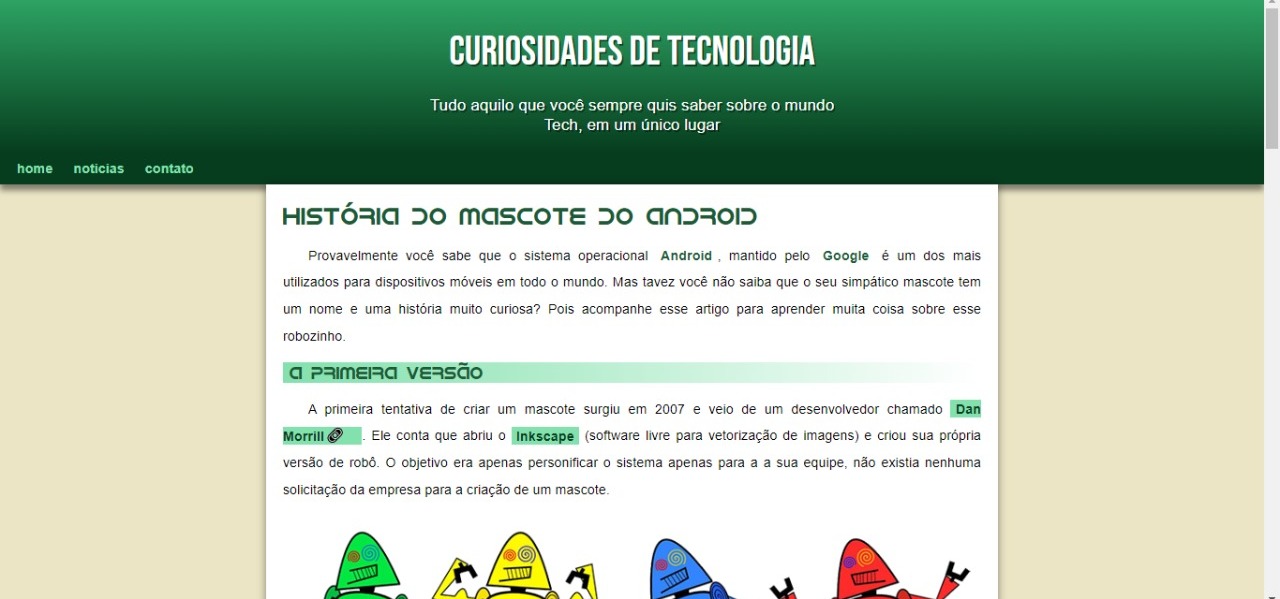 CURIOSIDADES DE TECNOLOGIA
Tudo aquilo que você sempre quis saber sobre o mundo
Tech, em um único lugar
home noticias contato
HISTÓRIA DO MASCOTE DO ANDROID
Provavelmente você sabe que o sistema operacional Android , mantido pelo Google é um dos mais
utilizados para dispositivos móveis em todo o mundo. Mas tavez você não saiba que o seu simpático mascote tem
um nome e uma história muito curiosa? Pois acompanhe esse artigo para aprender muita coisa sobre esse
robozinho.
A PRIMEIRA VERSÃO
A primeira tentativa de criar um mascote surgiu em 2007 e veio de um desenvolvedor chamado Dan
Morrill . Ele conta que abriu o Inkscape (software livre para vetorização de imagens) e criou sua própria
versão de robô. O objetivo era apenas personificar o sistema apenas para a a sua equipe, não existia nenhuma
solicitação da empresa para a criação de um mascote.